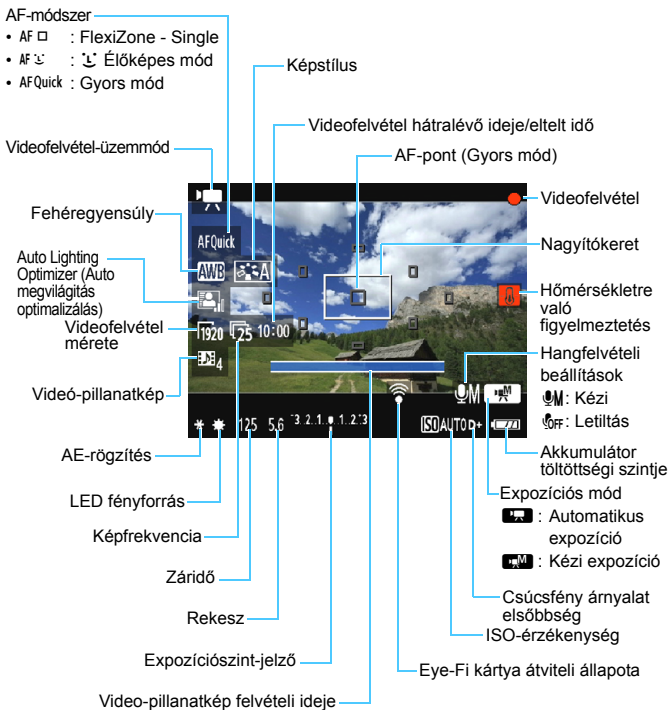 AF-módszer
• AF □ : FlexiZone - Single
• AF : Élőképes mód
• AFQuick : Gyors mód
Képstílus
Videofelvétel hátralévő ideje/eltelt idő
AF-pont (Gyors mód)
Videofelvétel-üzemmód
Fehéregyensúly
Auto Lighting
Optimizer (Auto
megvilágitás
optimalizálás)
Videofelvétel
mérete
Videó-pillanatkép
AE-rögzítés
LED fényforrás
Képfrekvencia
Záridő
Rekesz
Expozíciószint-jelző
Video-pillanatkép felvételi ideje
AFQuick
AWB
A
1920 25 10:00
4
M M
125 5.6 -3..2..1..0..1..2..+3 ISO AUTO D+
Videofelvétel
Nagyítókeret
Hőmérsékletre
való
figyelmeztetés
Hangfelvételi
beállítások
M : Kézi
OFF : Letiltás
Akkumulátor
töltöttségi szintje
Expozíciós mód
: Automatikus
expozíció
M : Kézi expozíció
Csúcsfény árnyalat
elsőbbség
ISO-érzékenység
Eye-Fi kártya átviteli állapota